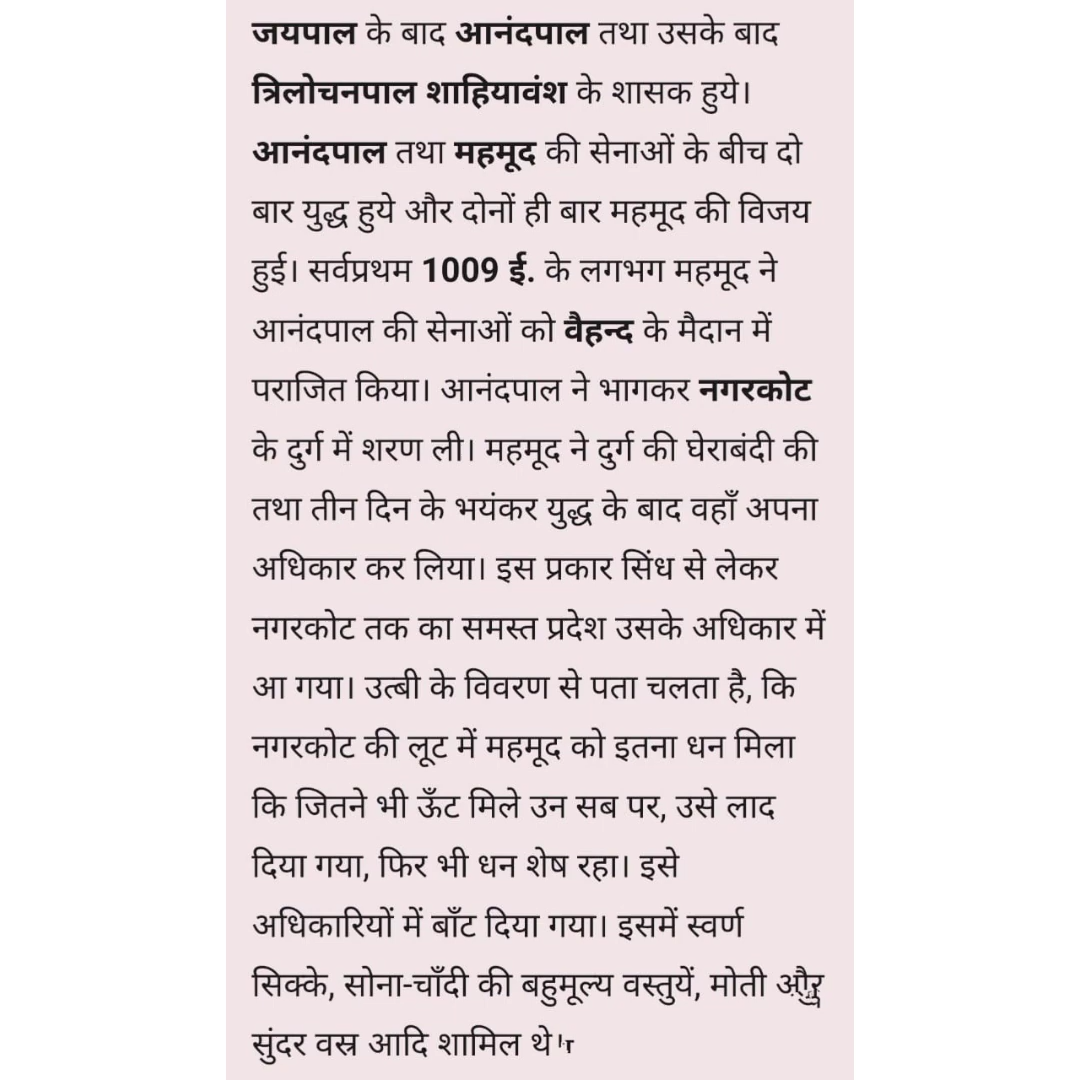 जयपाल के बाद आनंदपाल तथा उसके बाद
त्रिलोचनपाल शाहियावंश के शासक हुये।
आनंदपाल तथा महमूद की सेनाओं के बीच दो
बार युद्ध हुये और दोनों ही बार महमूद की विजय
हुई। सर्वप्रथम 1009 ई. के लगभग महमूद ने
आनंदपाल की सेनाओं को वैहन्द के मैदान में
पराजित किया। आनंदपाल ने भागकर नगरकोट
के दुर्ग में शरण ली। महमूद ने दुर्ग की घेराबंदी की
तथा तीन दिन के भयंकर युद्ध के बाद वहाँ अपना
अधिकार कर लिया। इस प्रकार सिंध से लेकर
नगरकोट तक का समस्त प्रदेश उसके अधिकार में
आ गया। उत्बी के विवरण से पता चलता है, कि
नगरकोट की लूट में महमूद को इतना धन मिला
कि जितने भी ऊँट मिले उन सब पर, उसे लाद
दिया गया, फिर भी धन शेष रहा। इसे
अधिकारियों में बाँट दिया गया। इसमें स्वर्ण
सिक्के, सोना-चाँदी की बहुमूल्य वस्तुयें, मोती और
सुंदर वस्र आदि शामिल थे।